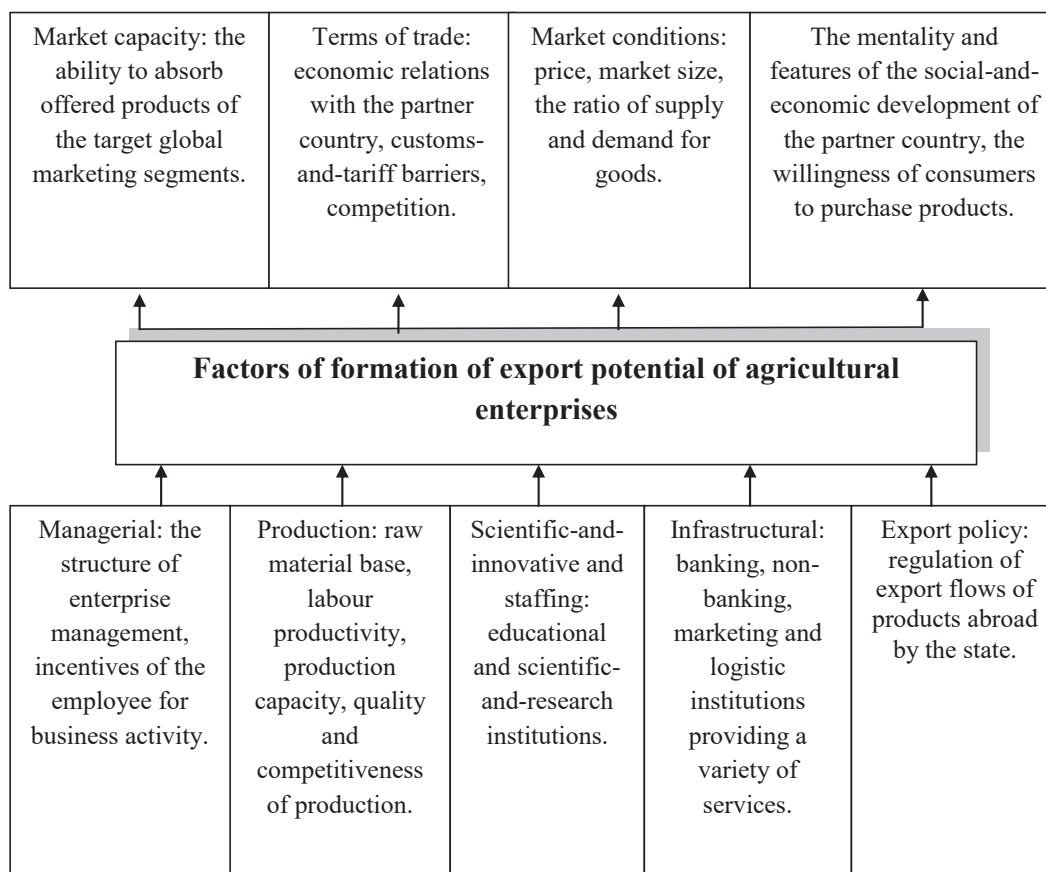 Market capacity: the
ability to absorb
offered products of
the target global
marketing segments.
Terms of trade:
economic relations
with the partner
country, customs-
and-tariff barriers,
competition.
Market conditions:
price, market size,
the ratio of supply
and demand for
goods.
The mentality and
features of the social-and-
economic development of
the partner country, the
willingness of consumers
to purchase products.
Factors of formation of export potential of agricultural
enterprises
Managerial: the
structure of
enterprise
management,
incentives of the
employee for
business activity.
Production: raw
material base,
labour
productivity,
production
capacity, quality
and
competitiveness
of production.
Scientific-and-
innovative and
staffing:
educational
and scientific-
and-research
institutions.
Infrastructural:
banking, non-
banking,
marketing and
logistic
institutions
providing a
variety of
services.
Export policy:
regulation of
export flows of
products abroad
by the state.